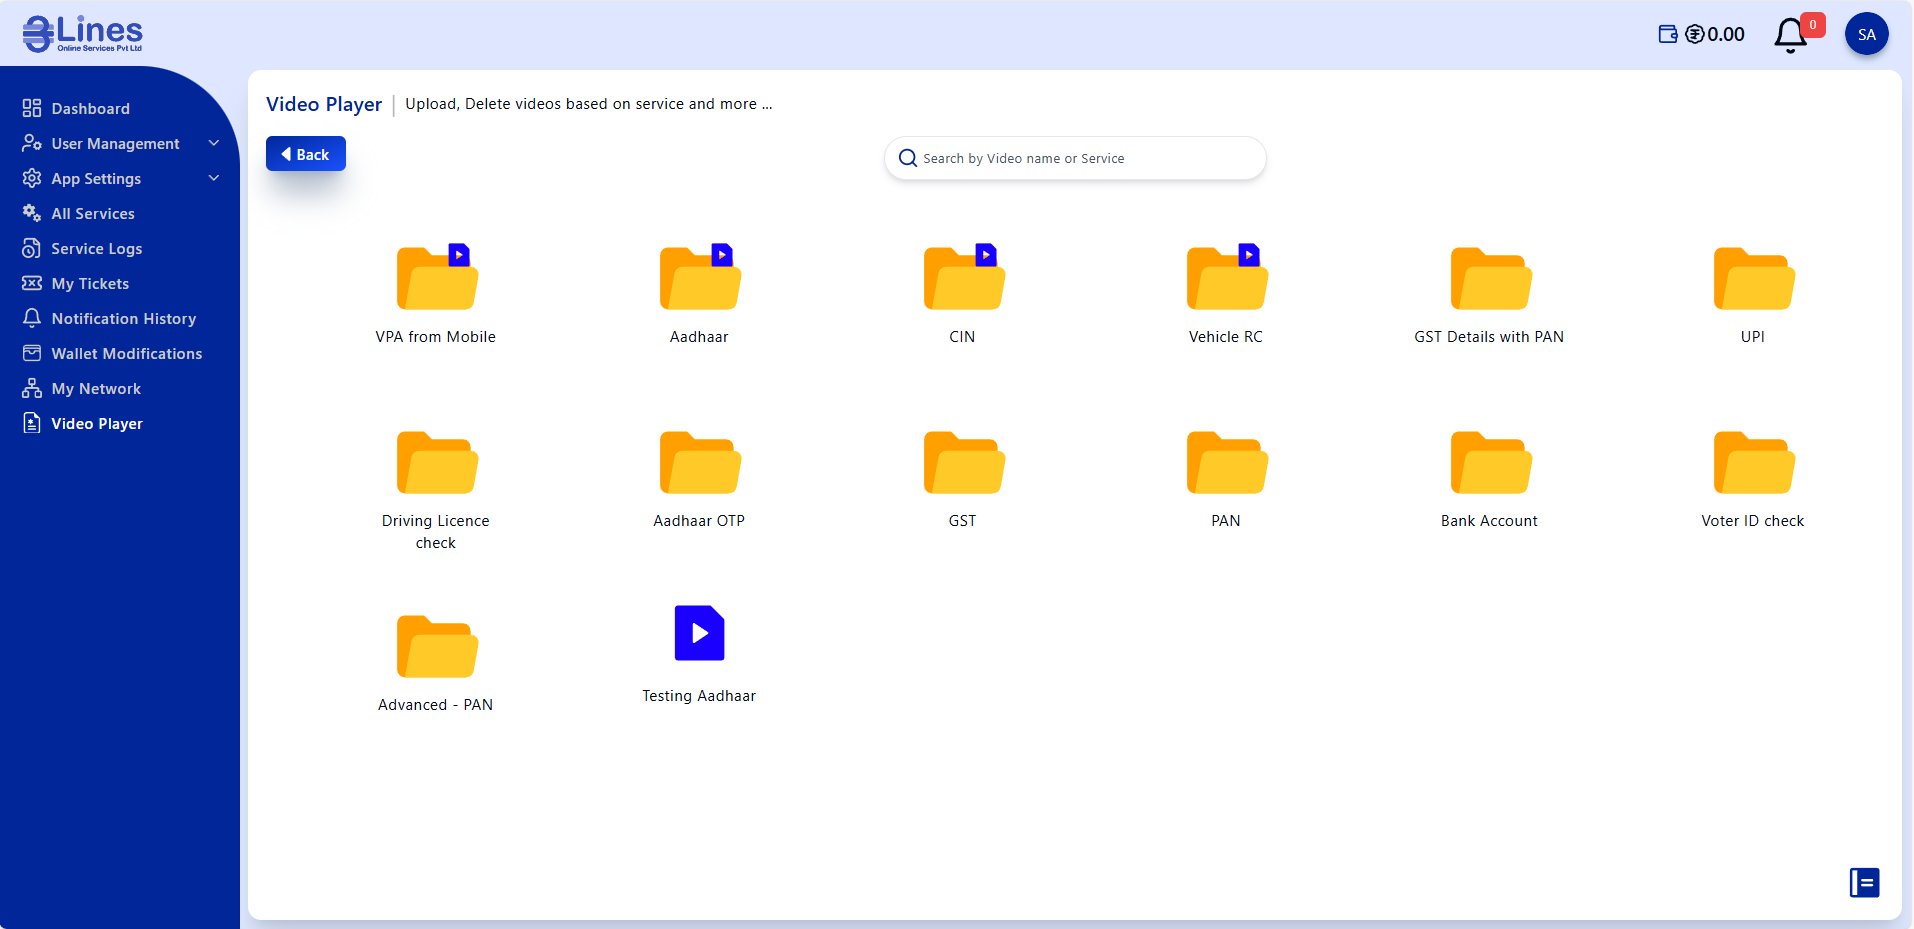 3Lines
Online Services Pvt Ltd
0.00
0
SA
Dashboard
User Management
App Settings
All Services
Service Logs
My Tickets
Notification History
Wallet Modifications
My Network
Video Player
Video Player | Upload, Delete videos based on service and more ...
Back
Search by Video name or Service
VPA from Mobile
Aadhaar
CIN
Vehicle RC
GST Details with PAN
UPI
Driving Licence
check
Aadhaar OTP
GST
PAN
Bank Account
Voter ID check
Advanced - PAN
Testing Aadhaar